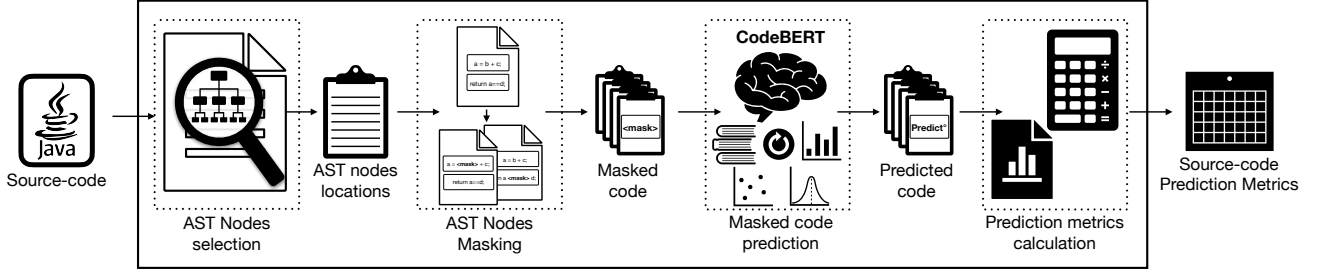 Java
Source-code
AST Nodes
selection
AST nodes
locations
a = b + c;
return a==d;
a = <mask> + c;
return a==d;
a = b + c;
n a <mask> d;
AST Nodes
Masking
<mask>
Masked
code
CodeBERT
Masked code
prediction
Predict°
Predicted
code
÷
×
−
+
=
Prediction metrics
calculation
Source-code
Prediction Metrics